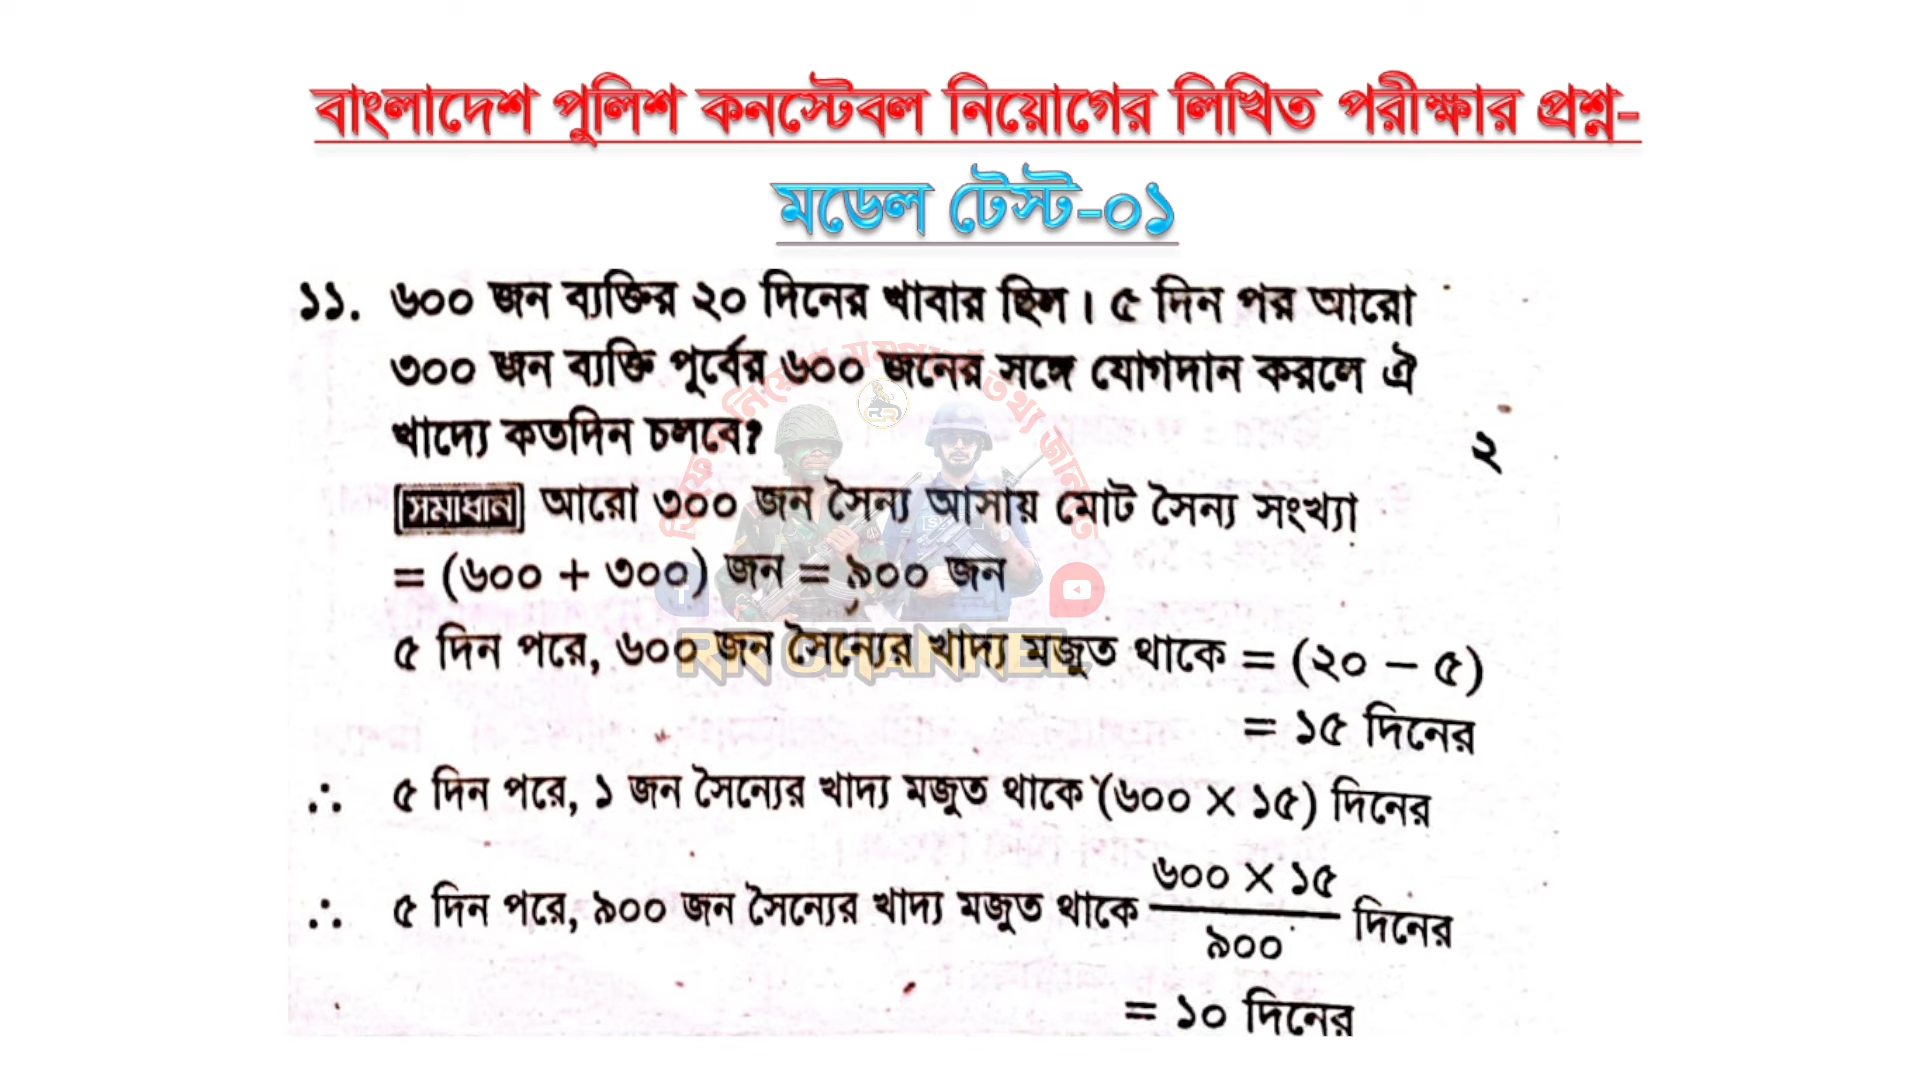 বাংলাদেশ পুলিশ কনস্টেবল নিয়োগের লিখিত পরীক্ষার প্রশ্ন-
মডেল টেস্ট-০১
১১. ৬০০ জন ব্যক্তির ২০ দিনের খাবার ছিল। ৫ দিন পর আরো
৩০০ জন ব্যক্তি পূর্বের ৬০০ জনের সঙ্গে যোগদান করলে ঐ
খাদ্যে কতদিন চলবে?
২
সমাধান আরো ৩০০ জন সৈন্য আসায় মোট সৈন্য সংখ্যা
= (৬০০ + ৩০০) জন = ৯০০ জন
৫ দিন পরে, ৬০০ জন সৈন্যের খাদ্য মজুত থাকে = (২০ – ৫)
= ১৫ দিনের
∴ ৫ দিন পরে, ১ জন সৈন্যের খাদ্য মজুত থাকে (৬০০ × ১৫) দিনের
∴ ৫ দিন পরে, ৯০০ জন সৈন্যের খাদ্য মজুত থাকে ৬০০ × ১৫ / ৯০০ দিনের
= ১০ দিনের
RK CHANNEL